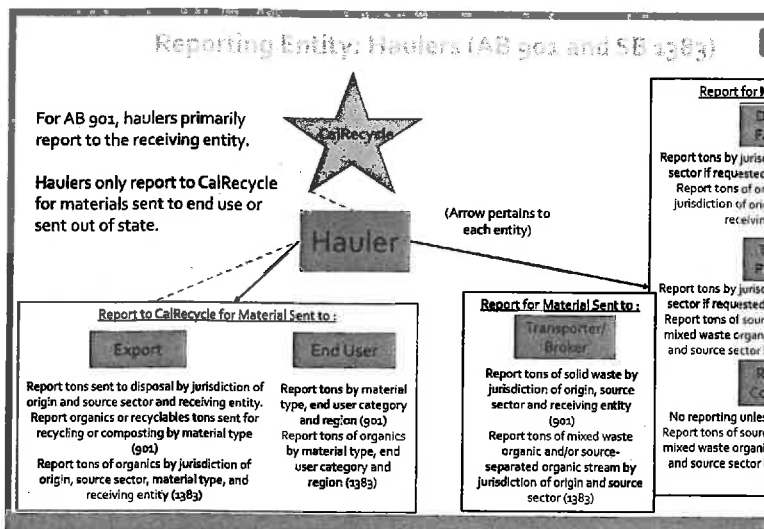 Reporting Entity: Haulers (AB 901 and SB 1383)
For AB 901, haulers primarily
report to the receiving entity.
Haulers only report to CalRecycle
for materials sent to end use or
sent out of state.
CalRecycle
Hauler
(Arrow pertains to
each entity)
Report to CalRecycle for Material Sent to :
Export
Report tons sent to disposal by jurisdiction of
origin and source sector and receiving entity.
Report organics or recyclables tons sent for
recycling or composting by material type
(901)
Report tons of organics by jurisdiction of
origin, source sector, material type, and
receiving entity (1383)
End User
Report tons by material
type, end user category
and region (901)
Report tons of organics
by material type, end
user category and
region (1383)
Report for Material Sent to :
Transporter/
Broker
Report tons of solid waste by
jurisdiction of origin, source
sector and receiving entity
(901)
Report tons of mixed waste
organic and/or source-
separated organic stream by
jurisdiction of origin and source
sector (1383)
Report for
Report tons by
sector if requested
Report tons of
jurisdiction of
Report tons by
sector if requested
Report tons of
mixed waste
and source sector
No reporting
Report tons of
mixed waste
and source sector